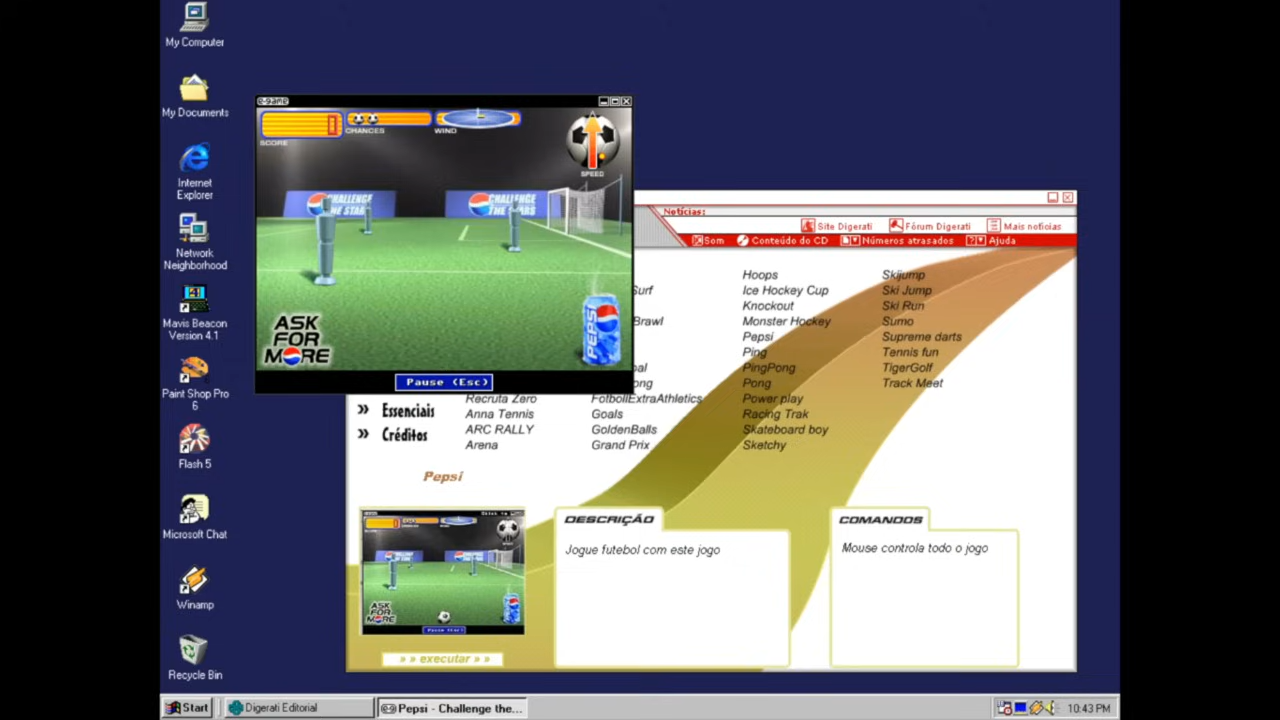 My Computer
My Documents
Internet
Explorer
Network
Neighborhood
Mavis Beacon
Version 4.1
Paint Shop Pro
6
Flash 5
Microsoft Chat
Winamp
Recycle Bin
e-game
SCORE
CHANCES
WIND
SPEED
CHALLENGE
THE STARS
CHALLENGE
THE STARS
ASK
FOR
MORE
PEPSI
Pause (Esc)
Notícias:
Site Digerati
Fórum Digerati
Mais notícias
Som
Conteúdo do CD
Números atrasados
Ajuda
Essenciais
Créditos
Recruta Zero
Anna Tennis
ARC RALLY
Arena
FotbollExtraAthletics
Goals
GoldenBalls
Grand Prix
Hoops
Ice Hockey Cup
Knockout
Monster Hockey
Pepsi
Ping
PingPong
Pong
Power play
Racing Trak
Skateboard boy
Sketchy
Skijump
Ski Jump
Ski Run
Sumo
Supreme darts
Tennis fun
TigerGolf
Track Meet
Pepsi
ASK
FOR
MORE
Pause (Esc)
» » executar » »
DESCRIÇÃO
Jogue futebol com este jogo
COMANDOS
Mouse controla todo o jogo
Start
Digerati Editorial
Pepsi - Challenge the...
10:43 PM